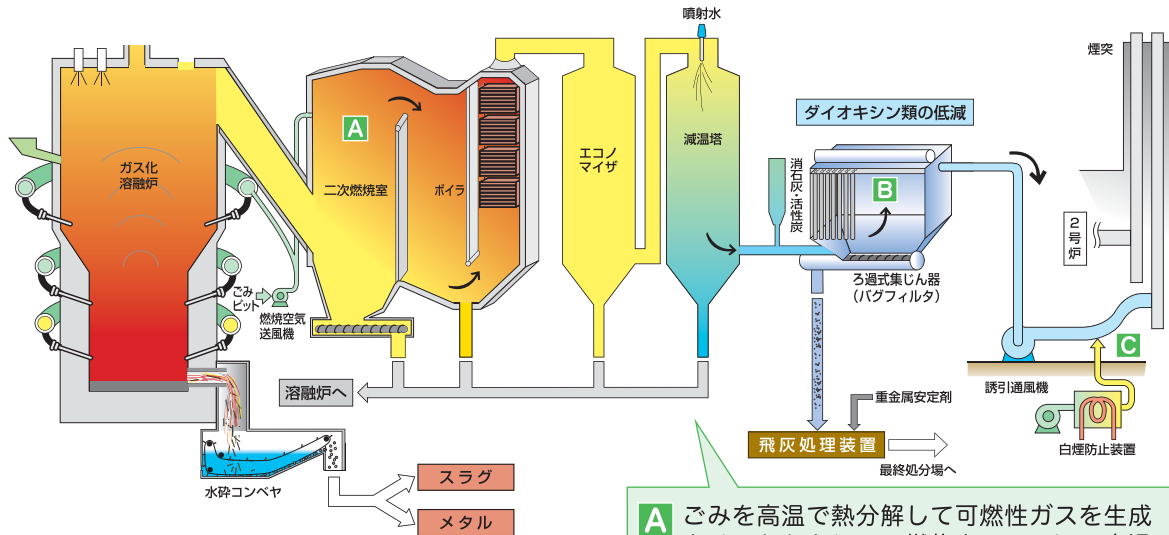 噴射水
煙突
ダイオキシン類の低減
ガス化
溶融炉
A
二次燃焼室
ボイラ
エコノ
マイザ
減温塔
消石灰・活性炭
B
2号炉
ろ過式集じん器
(バグフィルタ)
ごみ
ピット
燃焼空気
送風機
C
誘引通風機
溶融炉へ
重金属安定剤
白煙防止装置
飛灰処理装置
最終処分場へ
水砕コンベヤ
スラグ
メタル
A ごみを高温で熱分解して可燃性ガスを生成